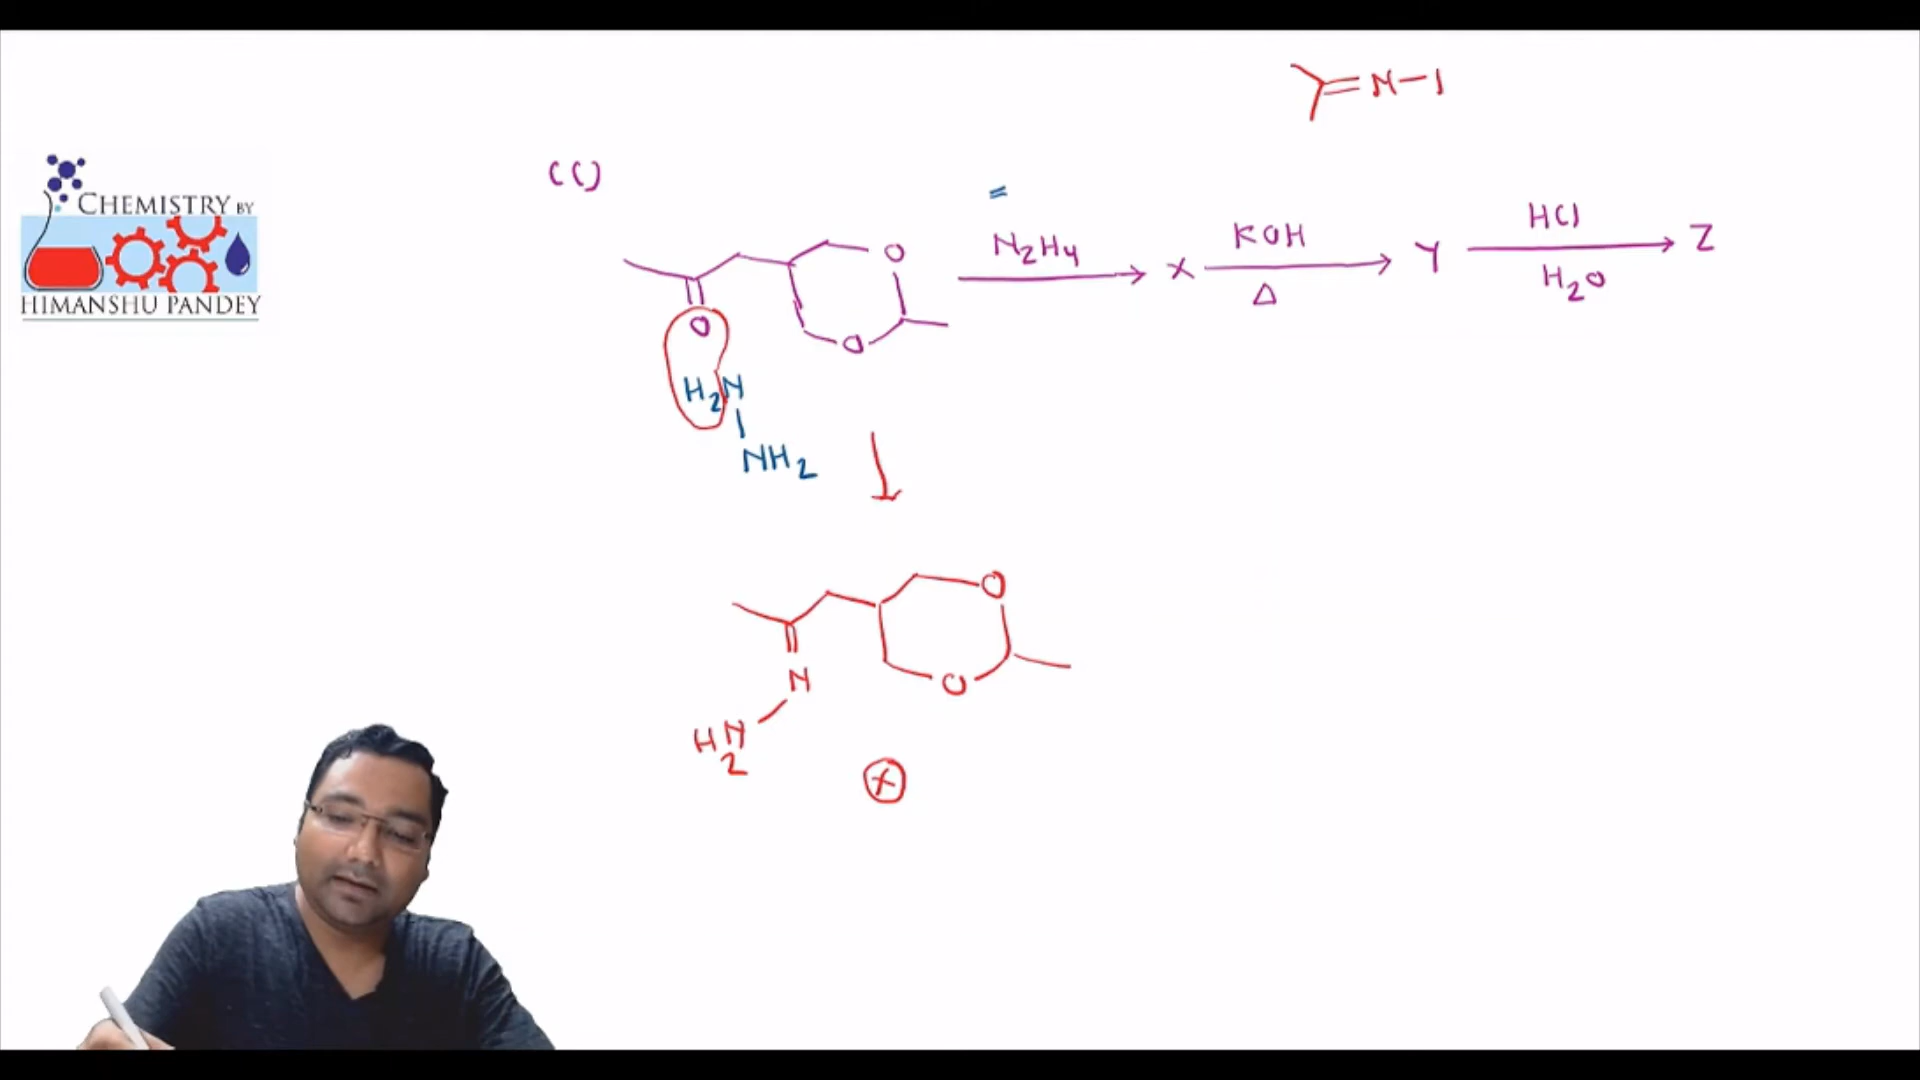 CHEMISTRY BY
HIMANSHU PANDEY
=N-
(C)
O
O
O
N2H4
X
KOH
Δ
Y
HCl
H2O
Z
H2N
NH2
O
O
N
H2N
X